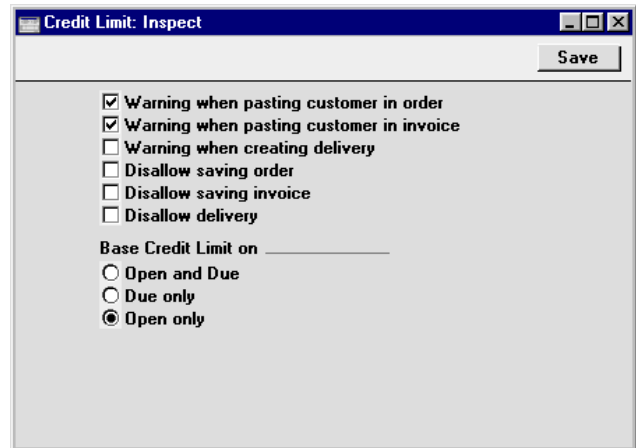 Credit Limit: Inspect
Save
Warning when pasting customer in order
Warning when pasting customer in invoice
Warning when creating delivery
Disallow saving order
Disallow saving invoice
Disallow delivery
Base Credit Limit on
Open and Due
Due only
Open only